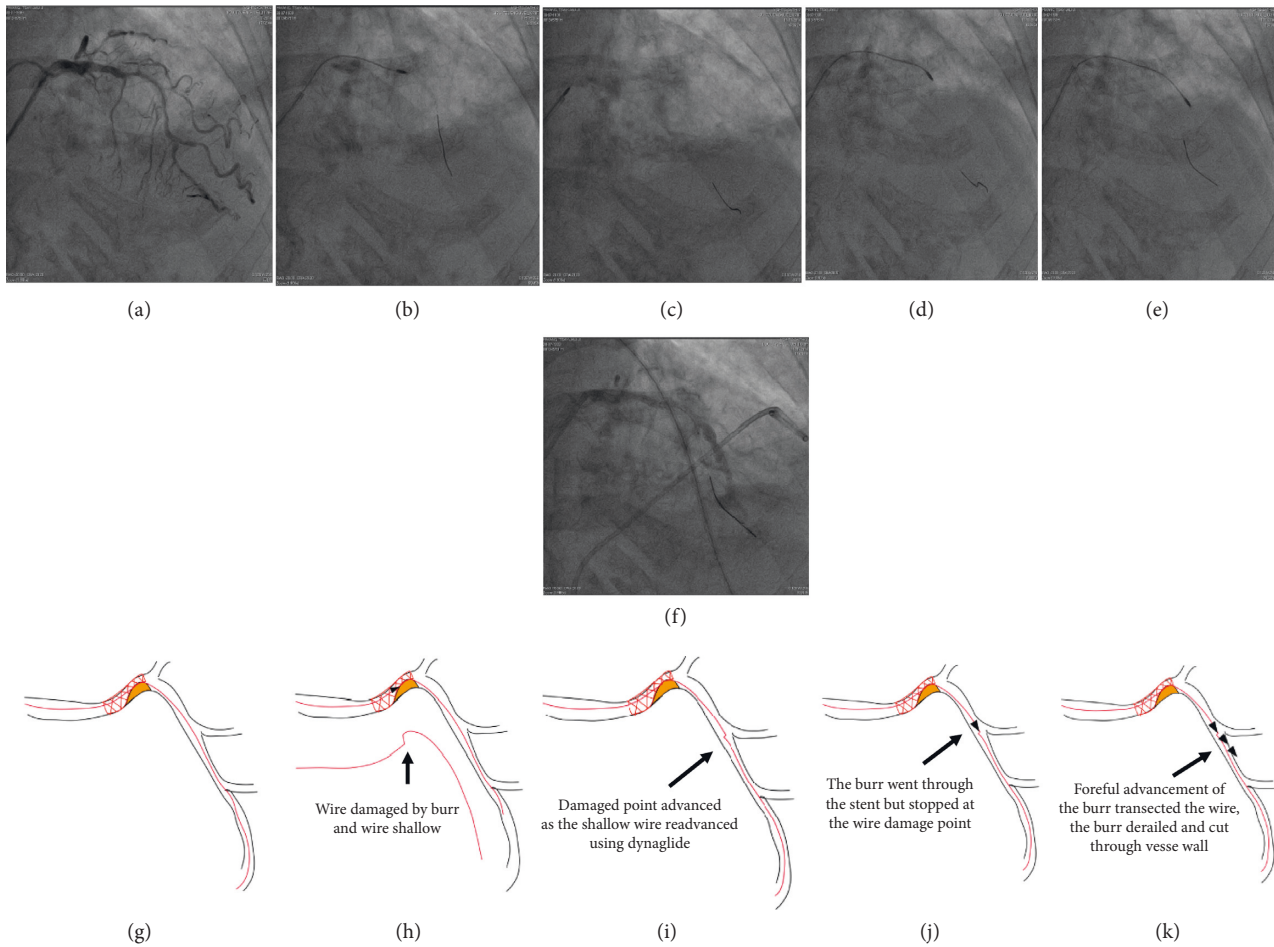 (a)
(b)
(c)
(d)
(e)
(f)
Wire damaged by burr
and wire shallow
Damaged point advanced
as the shallow wire readvanced
using dynaglide
The burr went through
the stent but stopped at
the wire damage point
Foreful advancement of
the burr transected the wire,
the burr derailed and cut
through vesse wall
(g)
(h)
(i)
(j)
(k)